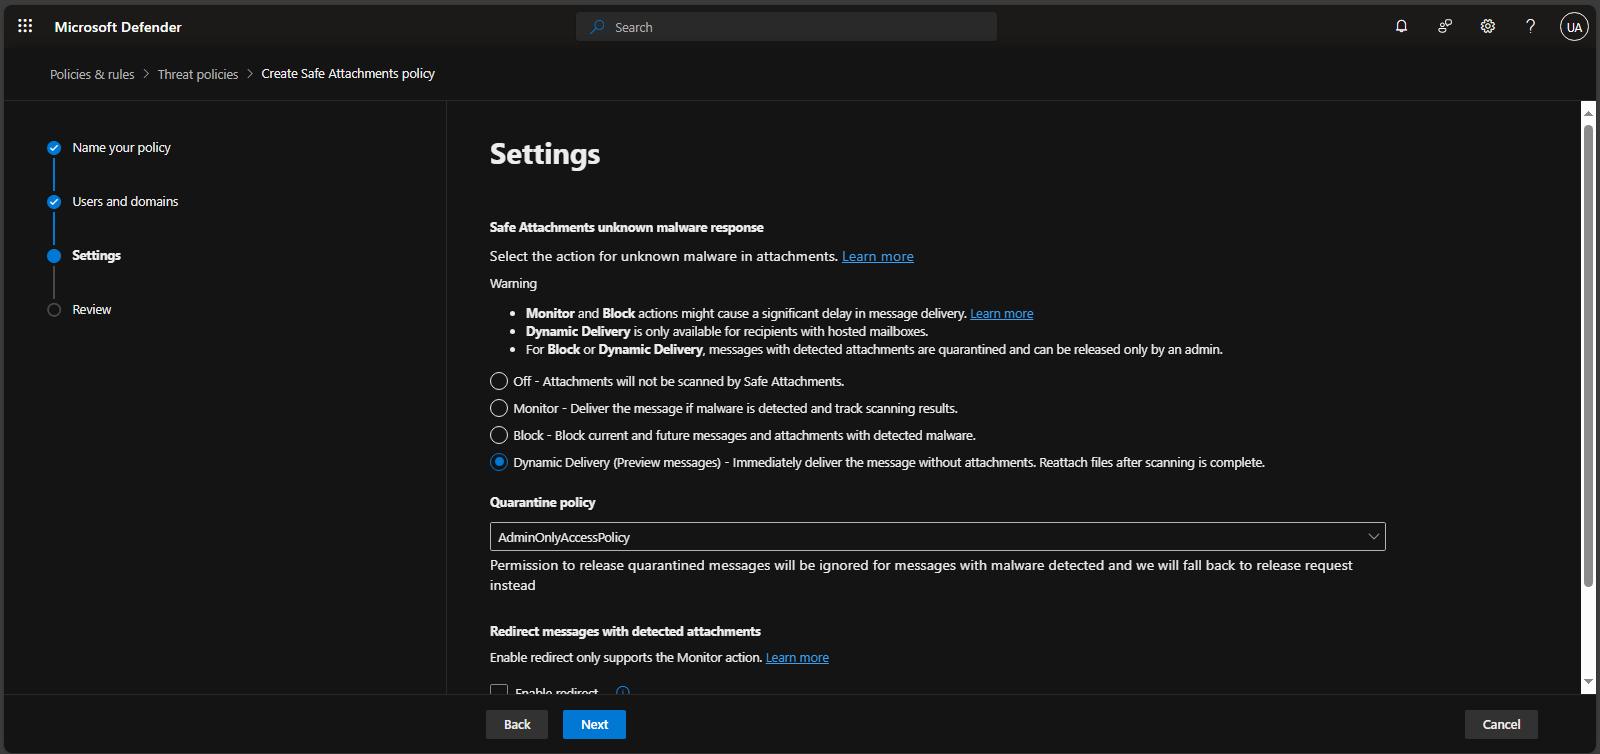 Microsoft Defender
Search
UA
Policies & rules > Threat policies > Create Safe Attachments policy
Name your policy
Users and domains
Settings
Review
Settings
Safe Attachments unknown malware response
Select the action for unknown malware in attachments. Learn more
Warning
• Monitor and Block actions might cause a significant delay in message delivery. Learn more
• Dynamic Delivery is only available for recipients with hosted mailboxes.
• For Block or Dynamic Delivery, messages with detected attachments are quarantined and can be released only by an admin.
Off - Attachments will not be scanned by Safe Attachments.
Monitor - Deliver the message if malware is detected and track scanning results.
Block - Block current and future messages and attachments with detected malware.
Dynamic Delivery (Preview messages) - Immediately deliver the message without attachments. Reattach files after scanning is complete.
Quarantine policy
AdminOnlyAccessPolicy
Permission to release quarantined messages will be ignored for messages with malware detected and we will fall back to release request
instead
Redirect messages with detected attachments
Enable redirect only supports the Monitor action. Learn more
Enable redirect
Back
Next
Cancel